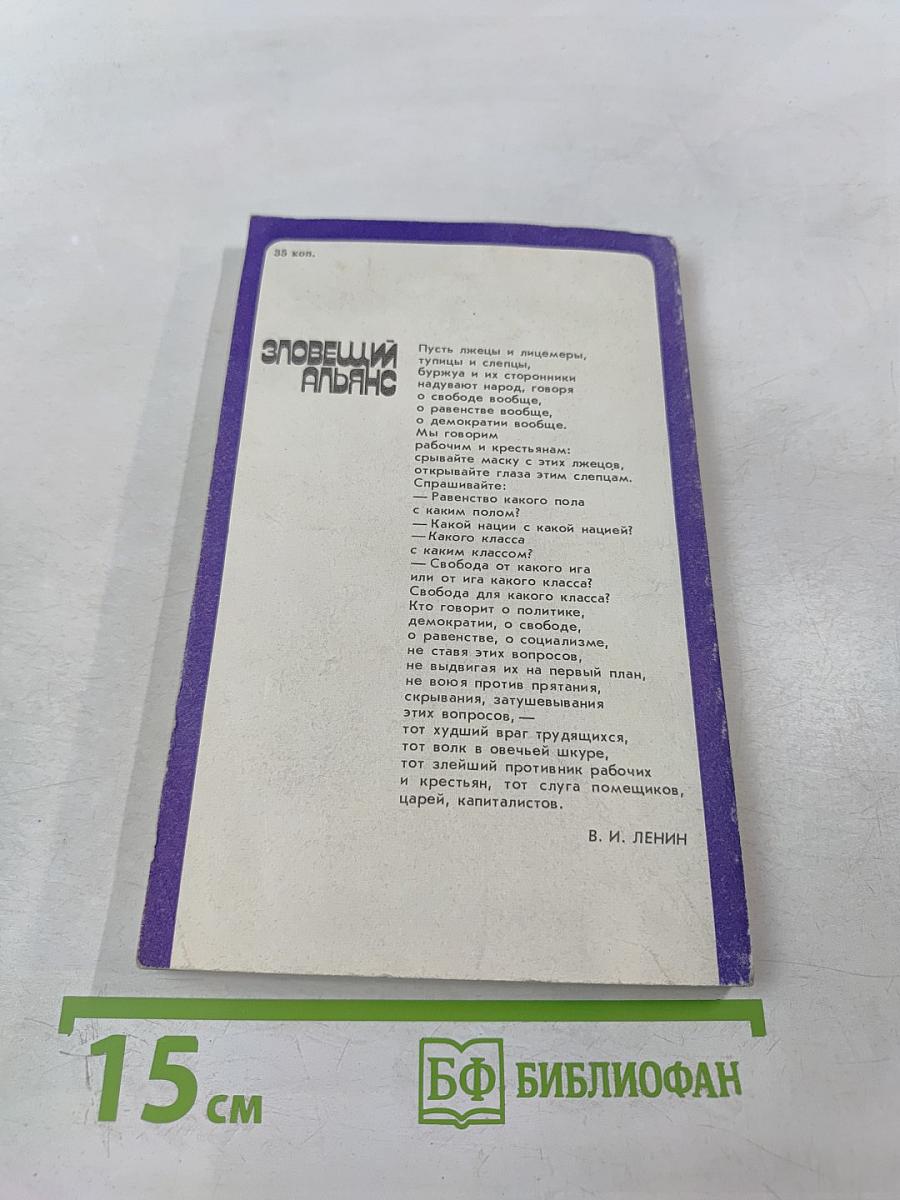 35 коп.
ЗЛОВЕЩИЙ
АЛЬЯНС
Пусть лжецы и лицемеры,
тупицы и слепцы,
буржуа и их сторонники
надувают народ, говоря
о свободе вообще,
о равенстве вообще,
о демократии вообще.
Мы говорим
рабочим и крестьянам:
срывайте маску с этих лжецов,
открывайте глаза этим слепцам.
Спрашивайте:
— Равенство какого пола
с каким полом?
— Какой нации с какой нацией?
— Какого класса
с каким классом?
— Свобода от какого ига
или от ига какого класса?
Свобода для какого класса?
Кто говорит о политике,
демократии, о свободе,
о равенстве, о социализме,
не ставя этих вопросов,
не выдвигая их на первый план,
не воюя против прятания,
скрывания, затушевывания
этих вопросов, —
тот худший враг трудящихся,
тот волк в овечьей шкуре,
тот злейший противник рабочих
и крестьян, тот слуга помещиков,
царей, капиталистов.
В. И. ЛЕНИН
15 см
БФ БИБЛИОФАН